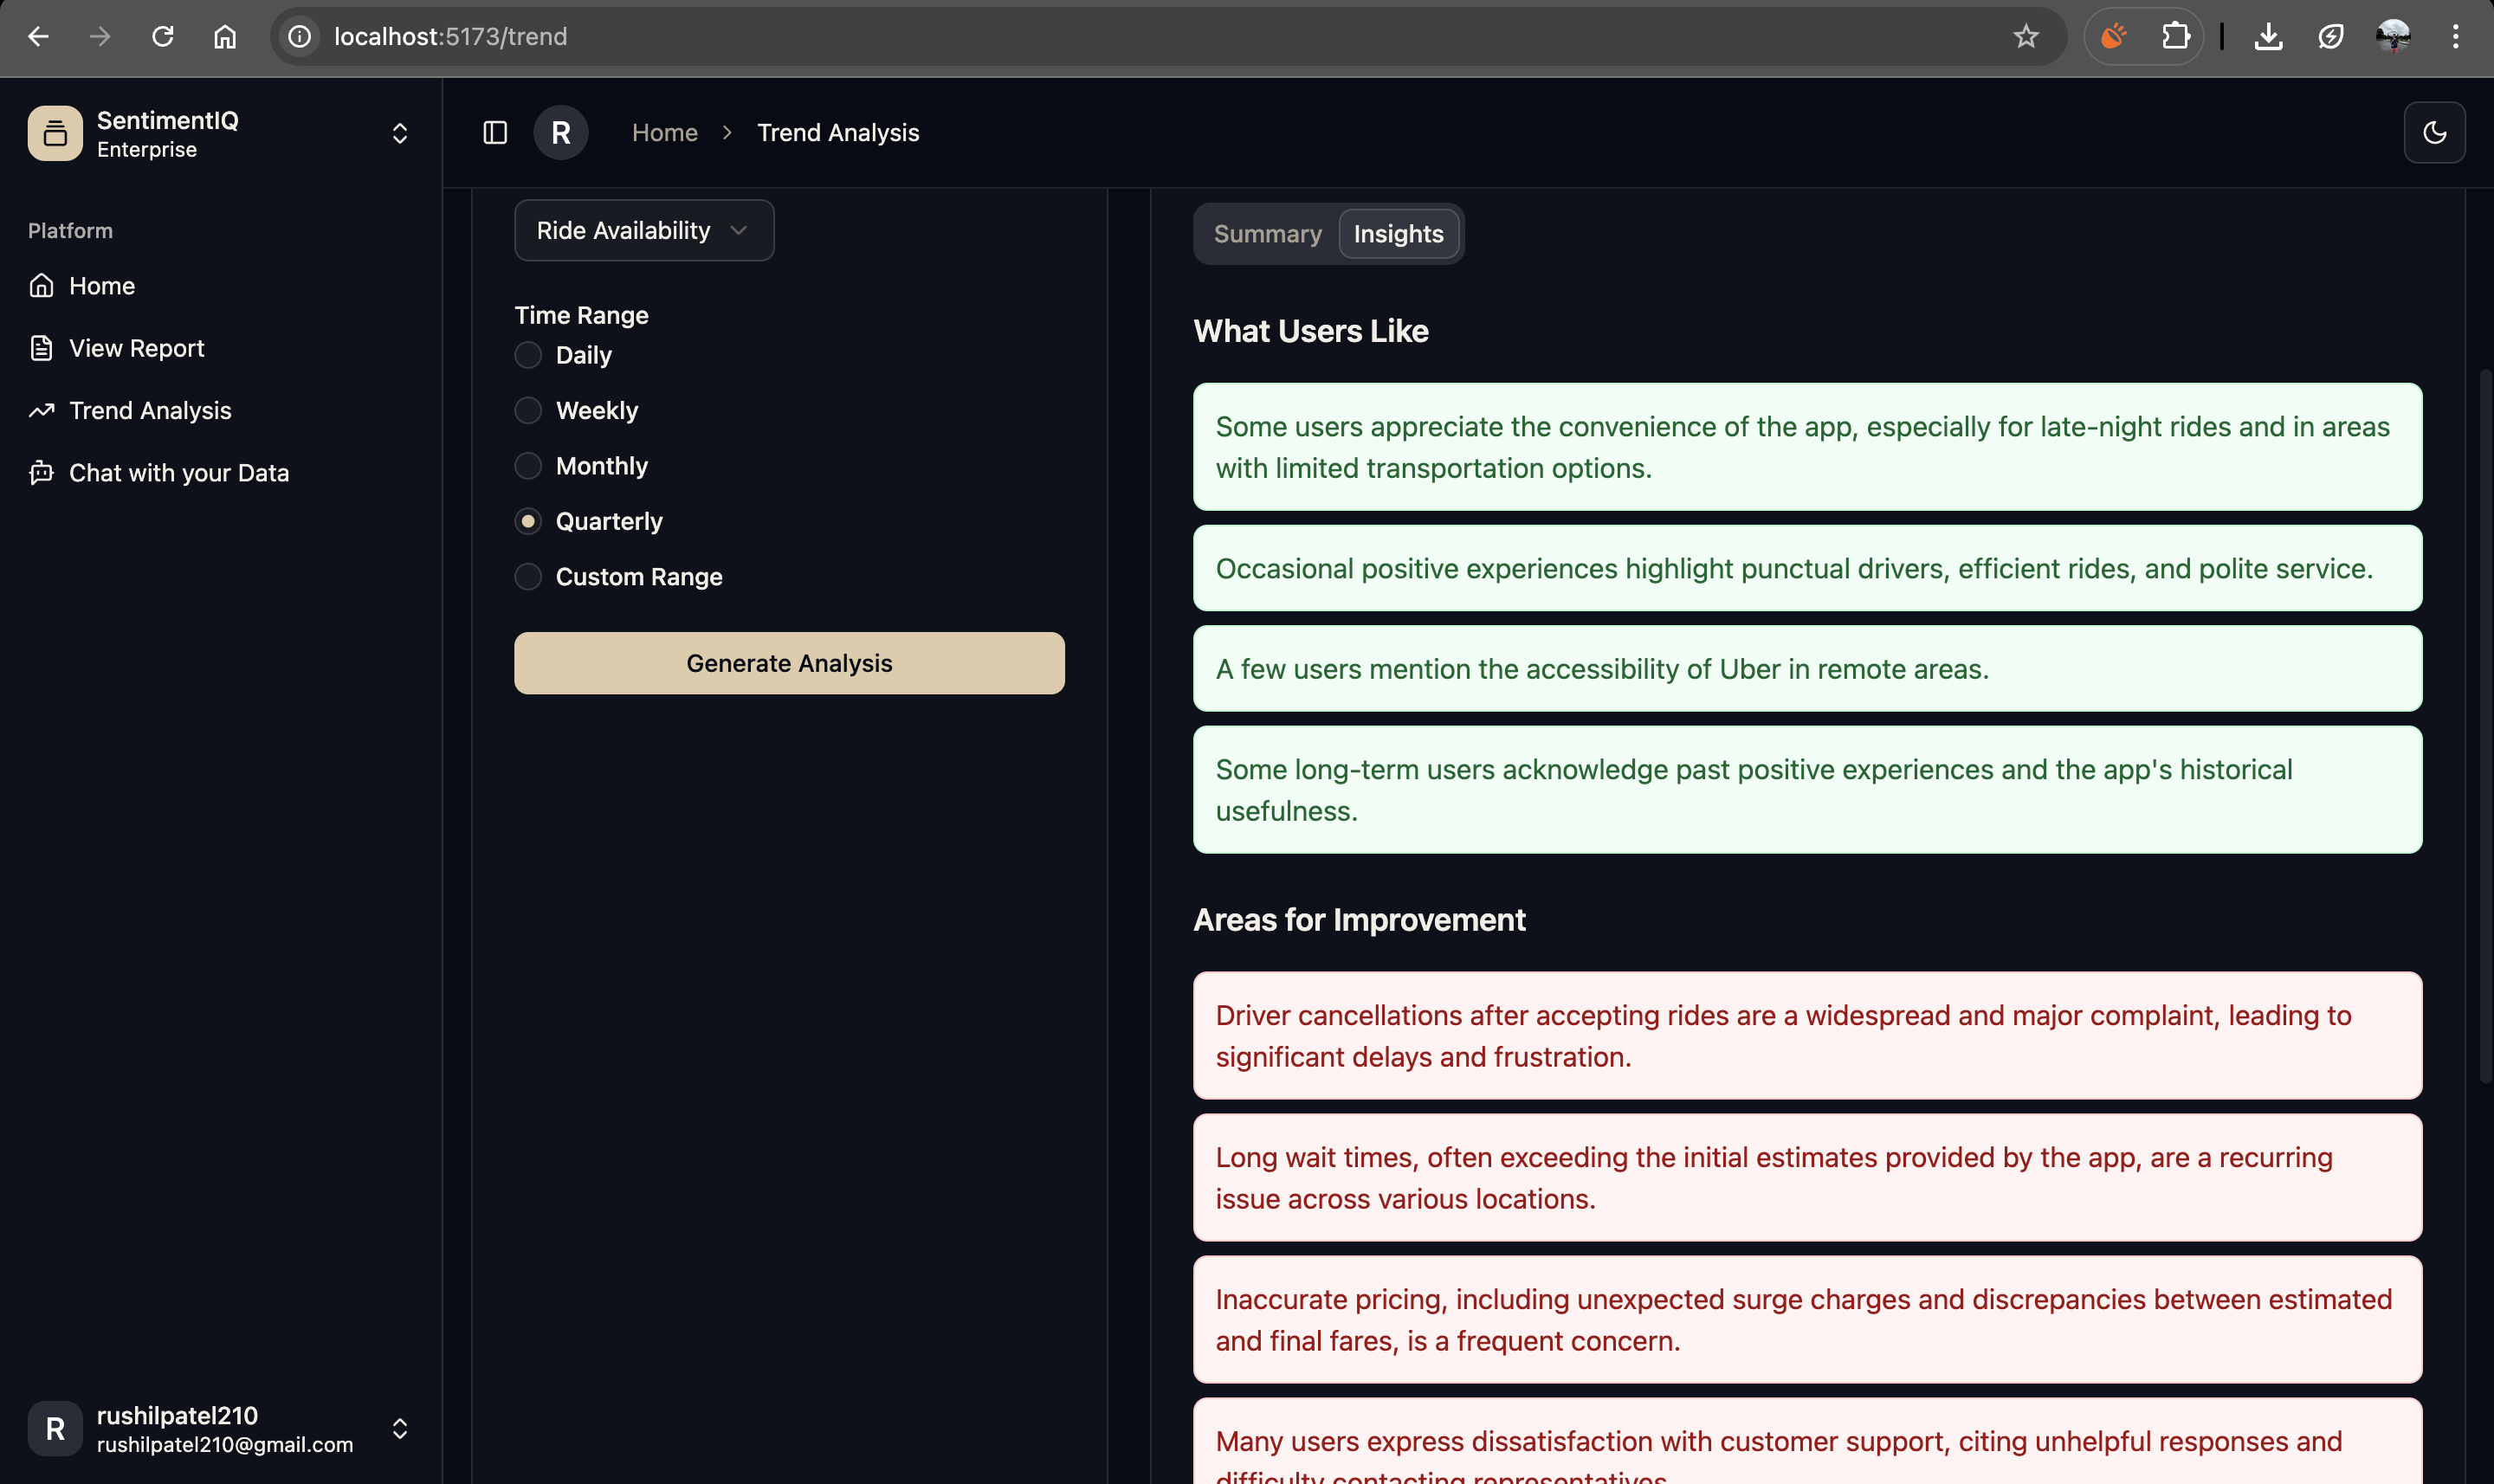 localhost:5173/trend
SentimentIQ
Enterprise
R
Home
Trend Analysis
Platform
Home
View Report
Trend Analysis
Chat with your Data
Ride Availability
Time Range
Daily
Weekly
Monthly
Quarterly
Custom Range
Generate Analysis
Summary
Insights
What Users Like
Some users appreciate the convenience of the app, especially for late-night rides and in areas
with limited transportation options.
Occasional positive experiences highlight punctual drivers, efficient rides, and polite service.
A few users mention the accessibility of Uber in remote areas.
Some long-term users acknowledge past positive experiences and the app's historical
usefulness.
Areas for Improvement
Driver cancellations after accepting rides are a widespread and major complaint, leading to
significant delays and frustration.
Long wait times, often exceeding the initial estimates provided by the app, are a recurring
issue across various locations.
Inaccurate pricing, including unexpected surge charges and discrepancies between estimated
and final fares, is a frequent concern.
Many users express dissatisfaction with customer support, citing unhelpful responses and
difficulty contacting representatives.
R
rushilpatel210
rushilpatel210@gmail.com